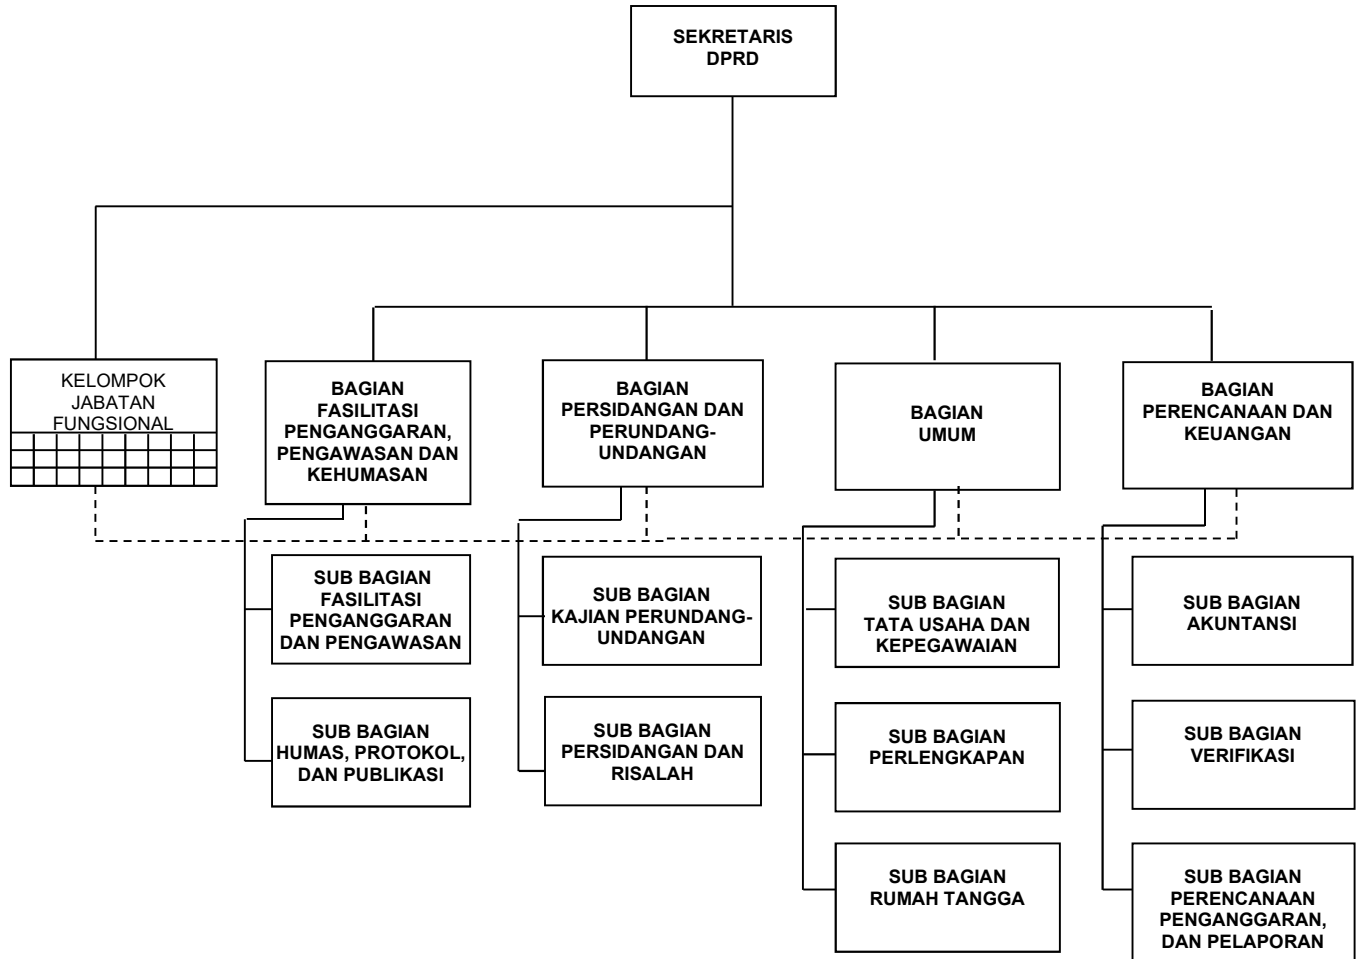 SEKRETARIS
DPRD
KELOMPOK
JABATAN
FUNGSIONAL
BAGIAN
FASILITASI
PENGANGGARAN,
PENGAWASAN DAN
KEHUMASAN
BAGIAN
PERSIDANGAN DAN
PERUNDANG-
UNDANGAN
BAGIAN
UMUM
BAGIAN
PERENCANAAN DAN
KEUANGAN
SUB BAGIAN
FASILITASI
PENGANGGARAN
DAN PENGAWASAN
SUB BAGIAN
KAJIAN PERUNDANG-
UNDANGAN
SUB BAGIAN
TATA USAHA DAN
KEPEGAWAIAN
SUB BAGIAN
AKUNTANSI
SUB BAGIAN
HUMAS, PROTOKOL,
DAN PUBLIKASI
SUB BAGIAN
PERSIDANGAN DAN
RISALAH
SUB BAGIAN
PERLENGKAPAN
SUB BAGIAN
VERIFIKASI
SUB BAGIAN
RUMAH TANGGA
SUB BAGIAN
PERENCANAAN
PENGANGGARAN,
DAN PELAPORAN